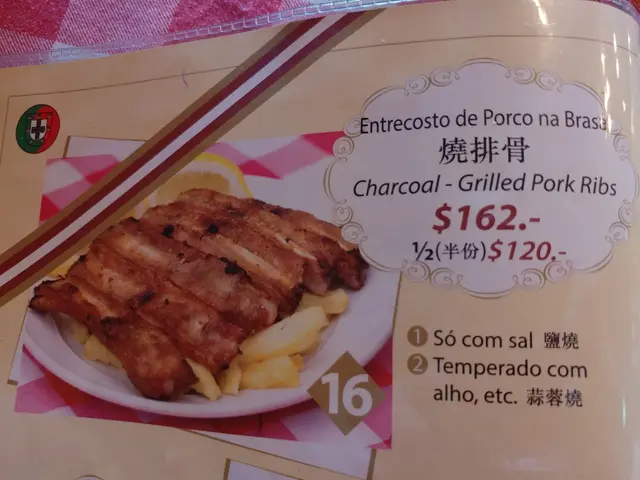 Entrecosto de Porco na Brasa
燒排骨
Charcoal - Grilled Pork Ribs
$162.-
½(半份)$120.-
16
1 Só com sal 鹽燒
2 Temperado com
alho, etc. 蒜蓉燒